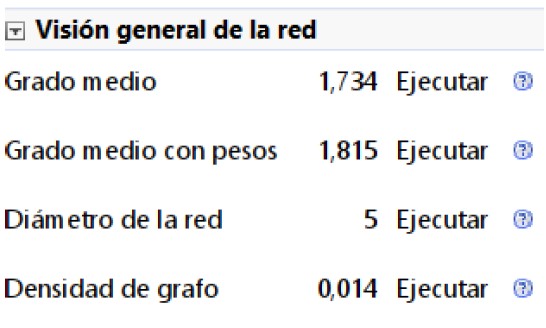 Visión general de la red
Grado medio 1,734 Ejecutar
Grado medio con pesos 1,815 Ejecutar
Diámetro de la red 5 Ejecutar
Densidad de grafo 0,014 Ejecutar